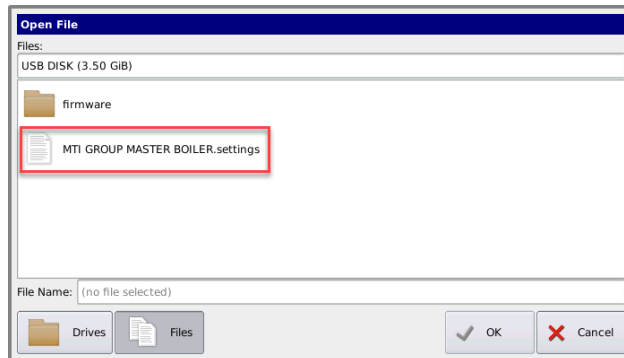 Open File
Files:
USB DISK (3.50 GiB)
firmware
MTI GROUP MASTER BOILER.settings
File Name: (no file selected)
Drives Files OK Cancel